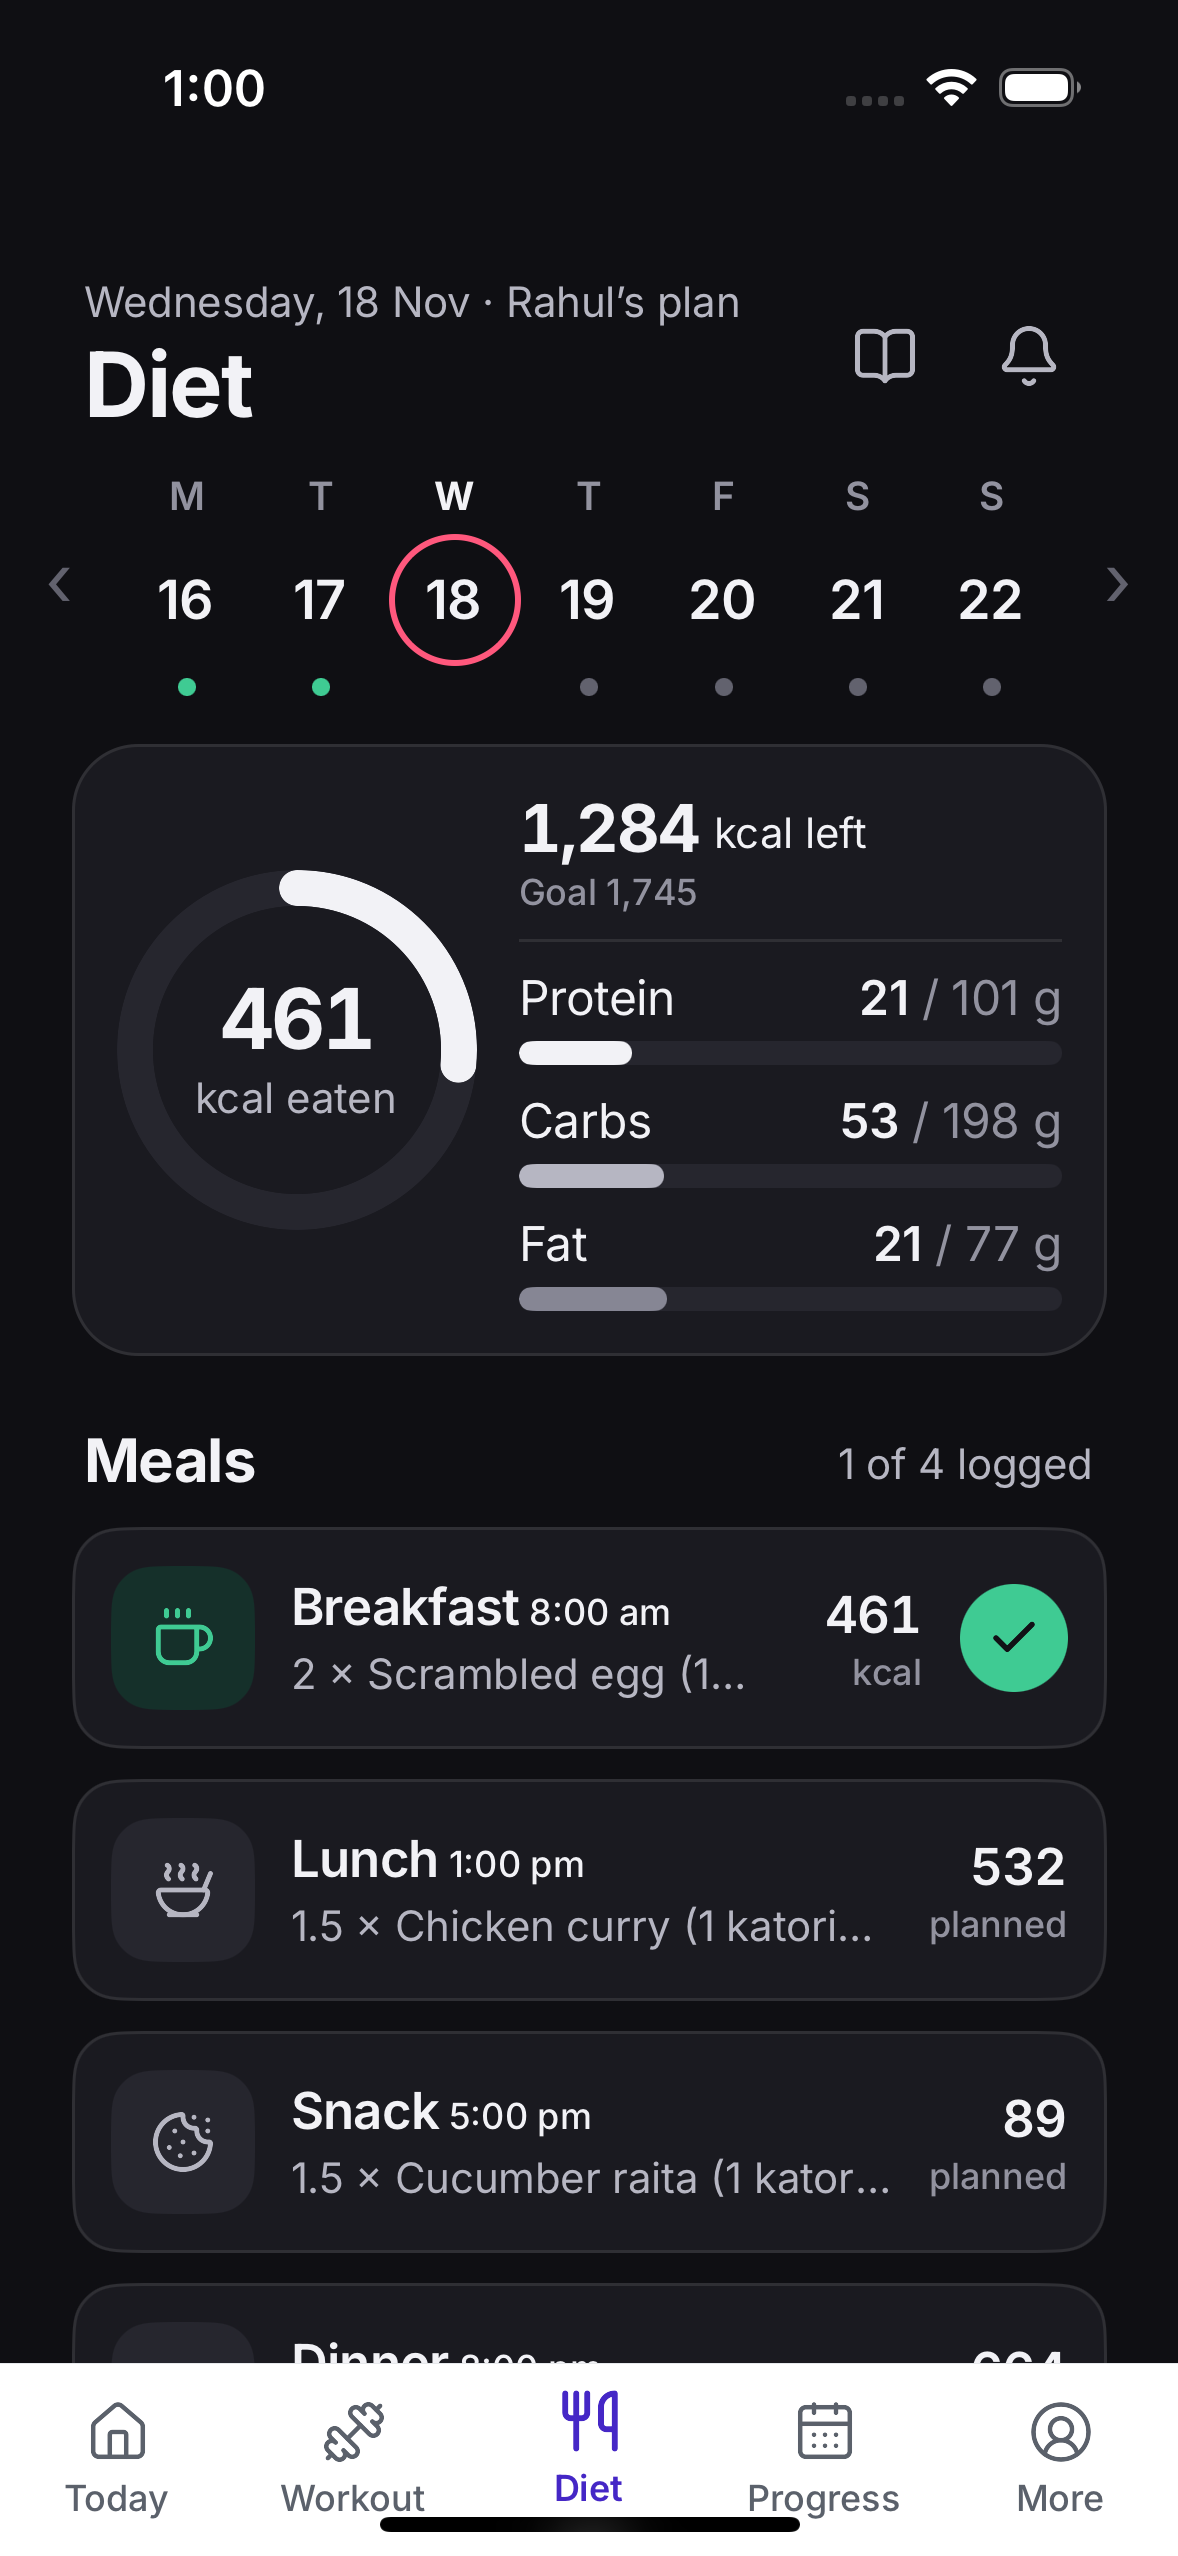 1:00
Wednesday, 18 Nov · Rahul’s plan
Diet
M T W T F S S
16 17 18 19 20 21 22
1,284 kcal left
Goal 1,745
461
kcal eaten
Protein 21 / 101 g
Carbs 53 / 198 g
Fat 21 / 77 g
Meals 1 of 4 logged
Breakfast 8:00 am 461
2 × Scrambled egg (1... kcal
Lunch 1:00 pm 532
1.5 × Chicken curry (1 katori... planned
Snack 5:00 pm 89
1.5 × Cucumber raita (1 kator... planned
Dinner 8:00 pm
Today Workout Diet Progress More